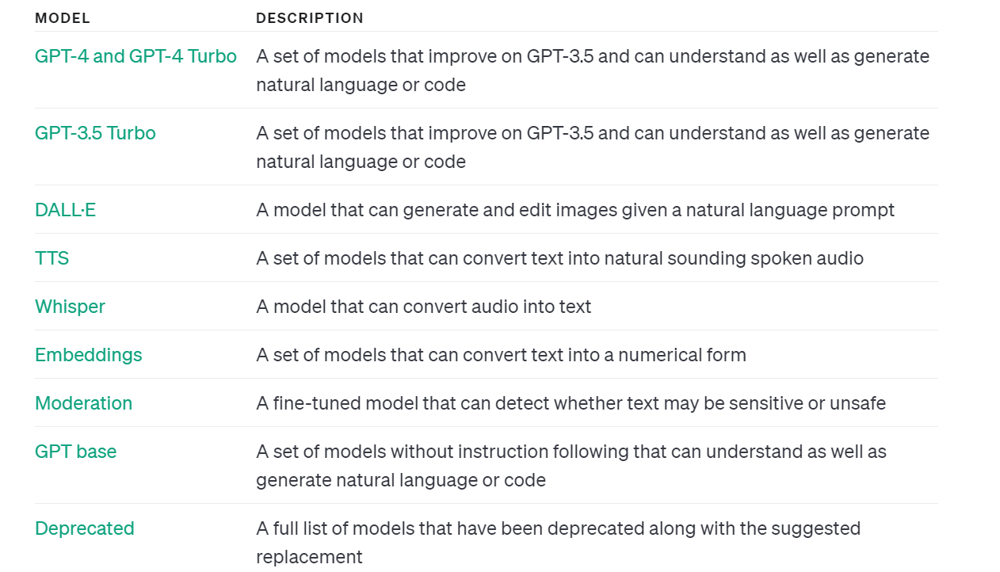 MODEL DESCRIPTION
GPT-4 and GPT-4 Turbo A set of models that improve on GPT-3.5 and can understand as well as generate
natural language or code
GPT-3.5 Turbo A set of models that improve on GPT-3.5 and can understand as well as generate
natural language or code
DALL·E A model that can generate and edit images given a natural language prompt
TTS A set of models that can convert text into natural sounding spoken audio
Whisper A model that can convert audio into text
Embeddings A set of models that can convert text into a numerical form
Moderation A fine-tuned model that can detect whether text may be sensitive or unsafe
GPT base A set of models without instruction following that can understand as well as
generate natural language or code
Deprecated A full list of models that have been deprecated along with the suggested
replacement